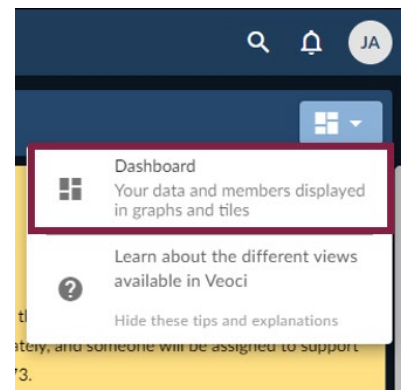 JA
Dashboard
Your data and members displayed
in graphs and tiles
Learn about the different views
available in Veoci
Hide these tips and explanations
and someone will be assigned to support
73.